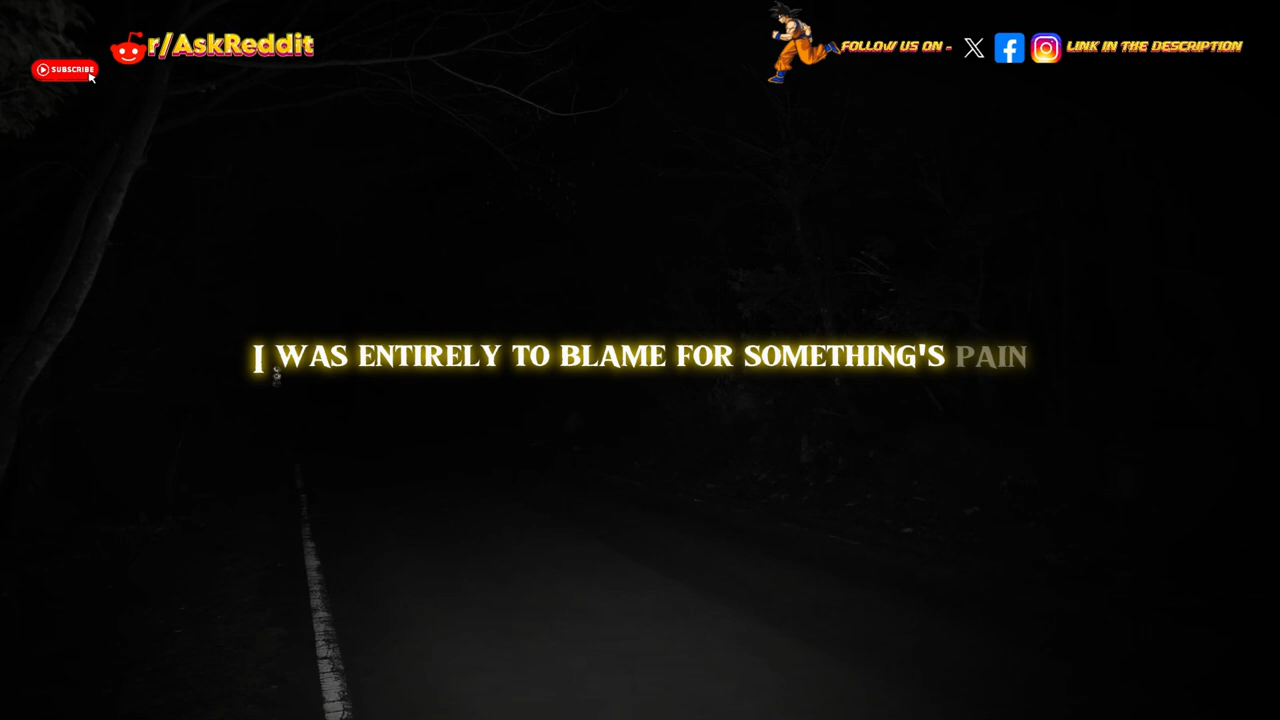 r/AskReddit
SUBSCRIBE
FOLLOW US ON -
LINK IN THE DESCRIPTION
I WAS ENTIRELY TO BLAME FOR SOMETHING'S PAIN